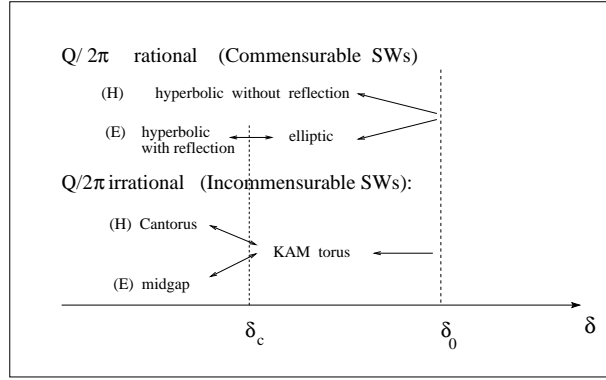 Q/ 2π rational (Commensurable SWs)
(H) hyperbolic without reflection
(E) hyperbolic with reflection elliptic
Q/2π irrational (Incommensurable SWs):
(H) Cantorus
KAM torus
(E) midgap
δc δ0 δ